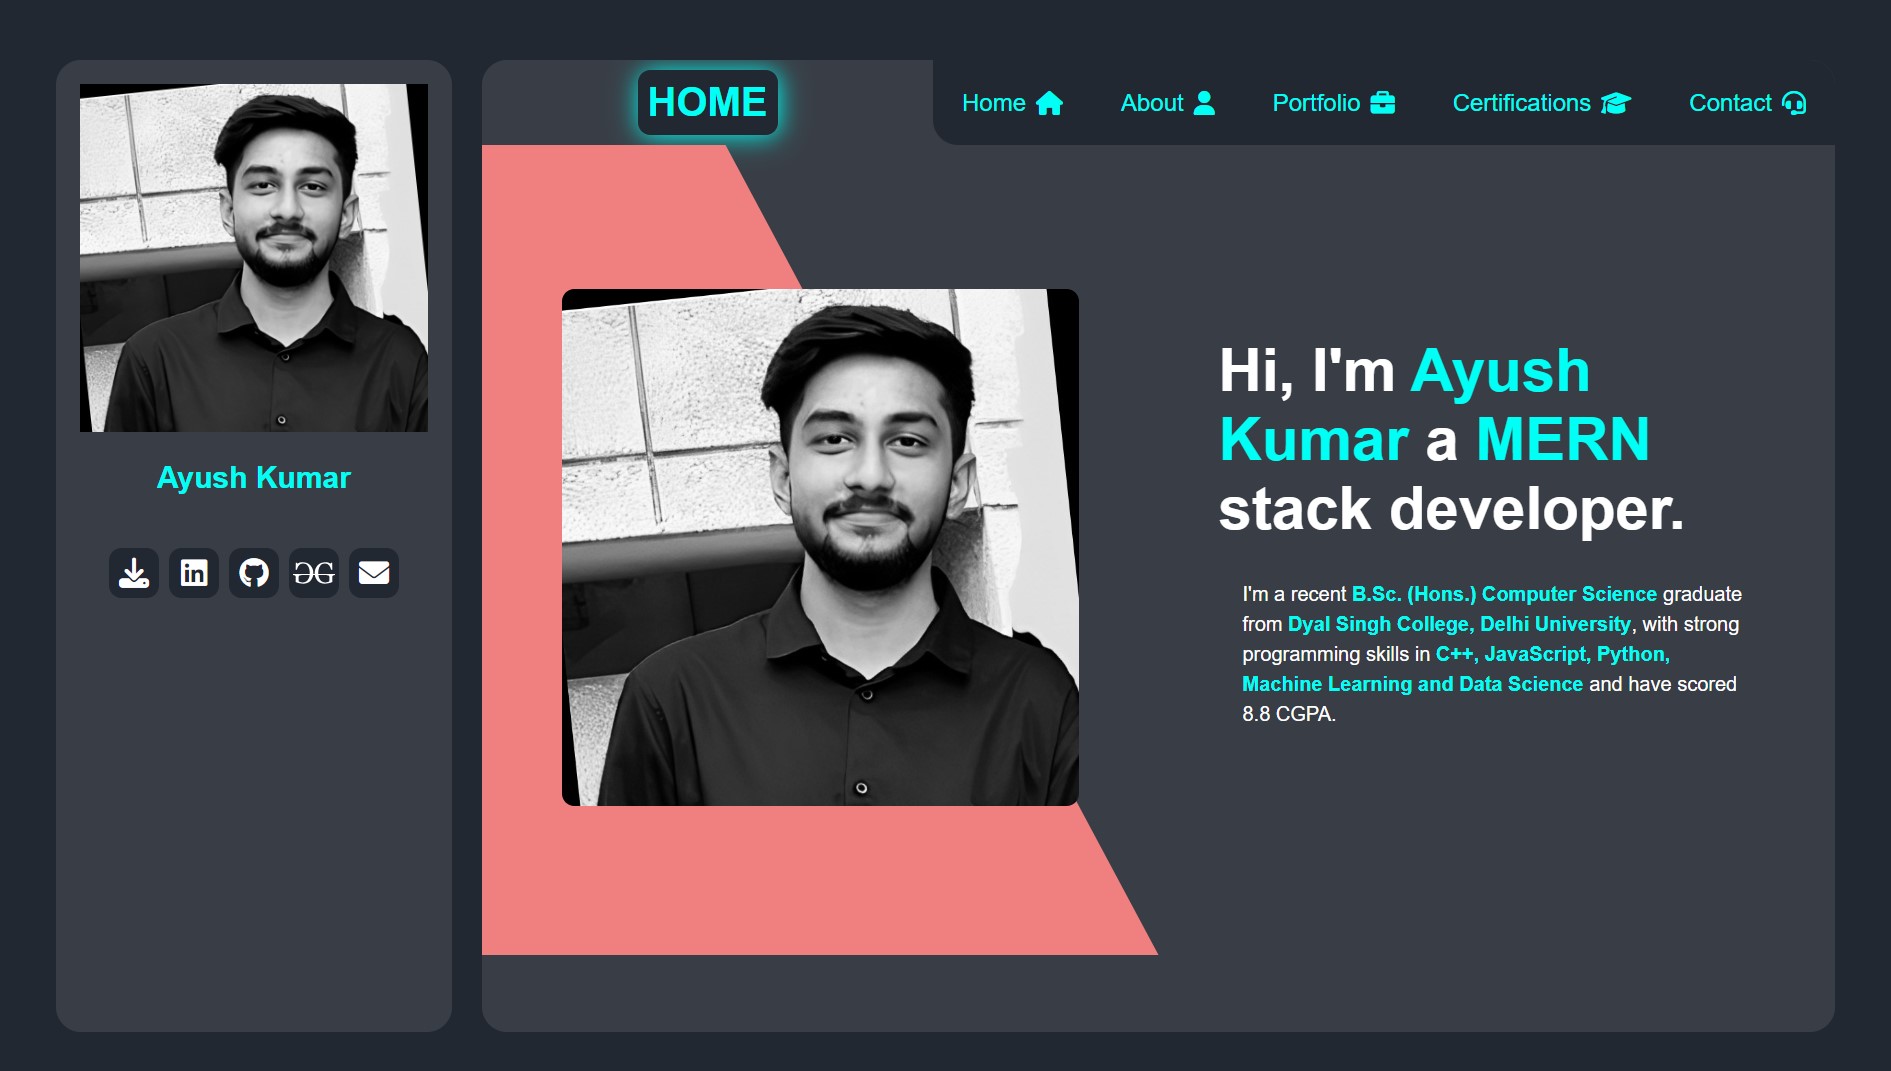 Ayush Kumar
in
GG
HOME
Home
About
Portfolio
Certifications
Contact
Hi, I'm Ayush
Kumar a MERN
stack developer.
I'm a recent B.Sc. (Hons.) Computer Science graduate
from Dyal Singh College, Delhi University, with strong
programming skills in C++, JavaScript, Python,
Machine Learning and Data Science and have scored
8.8 CGPA.